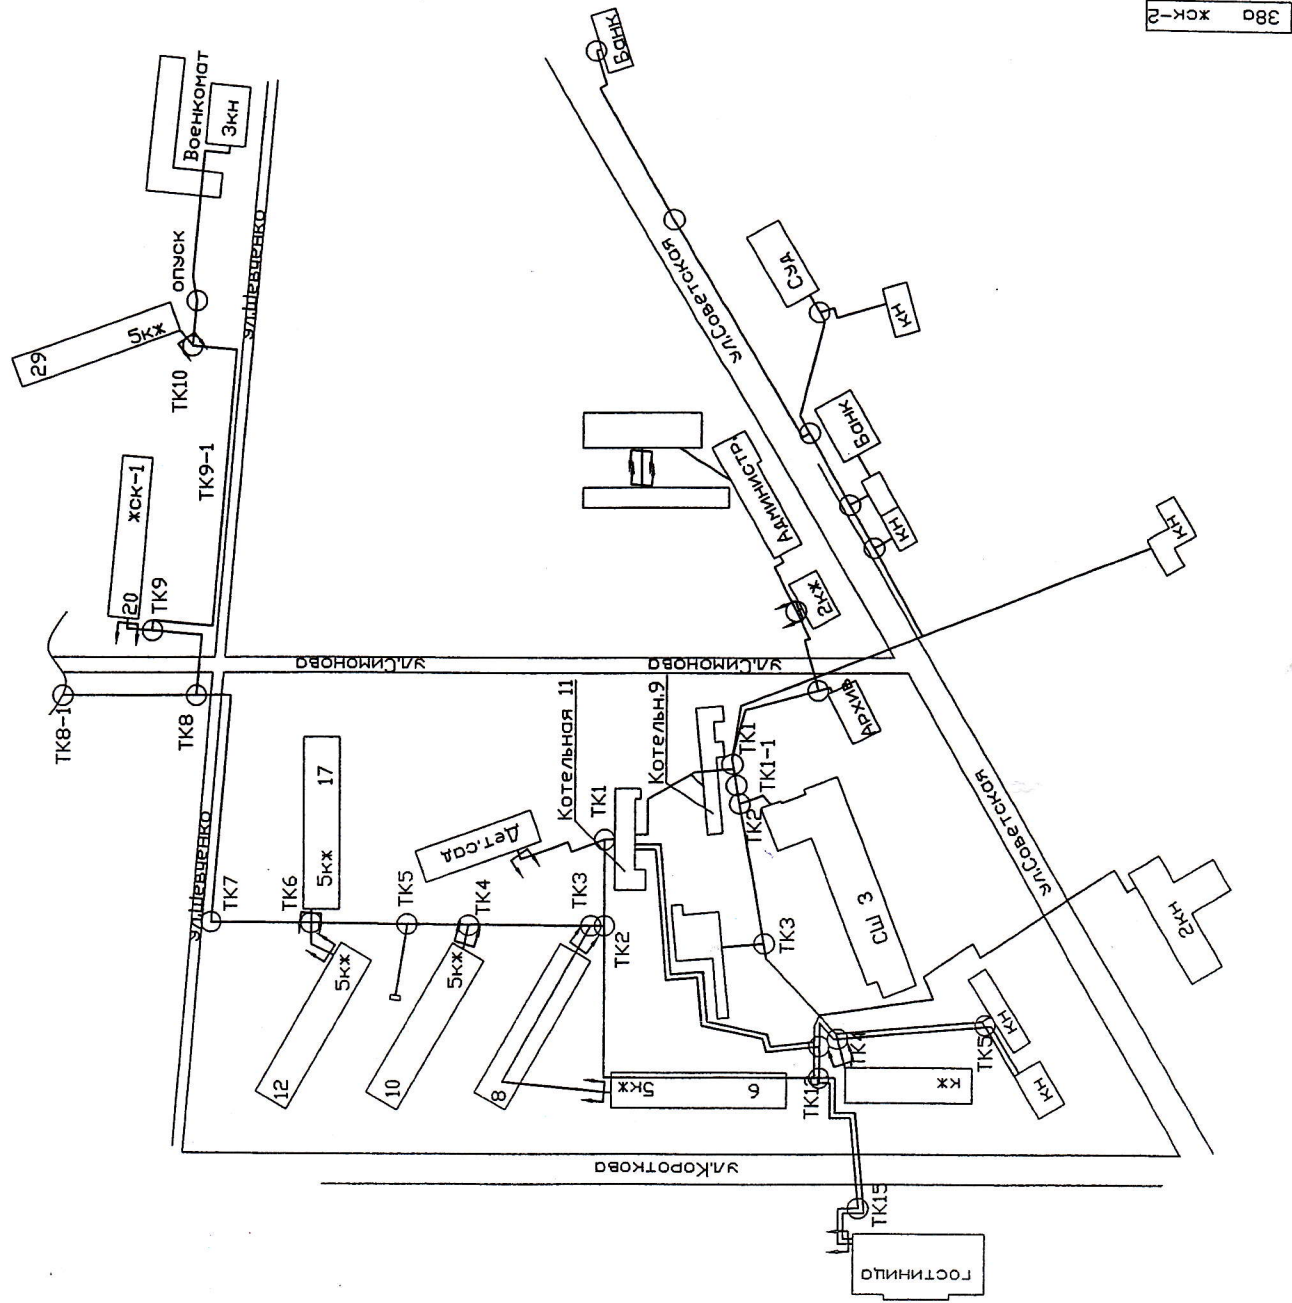 38а жск-2
Банк
Военкомат
3кн
опуск
ул.Шевченко
29
5кж
ТК10
ул.Советская
Суд
кн
ТК9-1
жск-1
20
ТК9
Банк
кн
Администр.
2кж
кн
ул.Симонова
ул.Симонова
ТК8-1
ТК8
Котельная 11
Котельн.9
Архив
ТК1
ТК1-1
ТК2
17
5кж
ТК1
Дет.сад
ул.Шевченко
ТК7
ТК6
ТК5
ТК4
ТК3
ТК2
ТК3
СШ 3
ул.Советская
2кн
5кж
12
5кж
10
8
5кж
6
ТК4
ТК5
кн
кн
кж
ул.Короткова
ТК15
гостиница